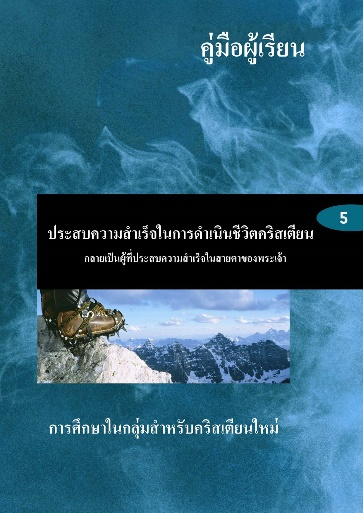 คู่มือผู้เรียน
5
ประสบความสำเร็จในการดำเนินชีวิตคริสเตียน
กลายเป็นผู้ที่ประสบความสำเร็จในสายตาของพระเจ้า
การศึกษาในกลุ่มสำหรับคริสเตียนใหม่